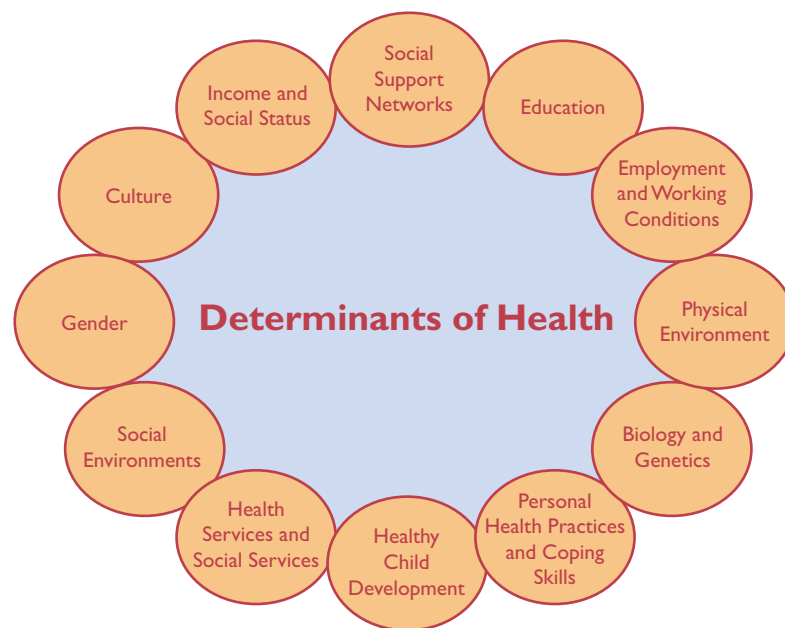 Social
Support
Networks
Education
Employment
and Working
Conditions
Physical
Environment
Biology and
Genetics
Personal
Health Practices
and Coping
Skills
Healthy
Child
Development
Health
Services and
Social Services
Social
Environments
Gender
Culture
Income and
Social Status
Determinants of Health